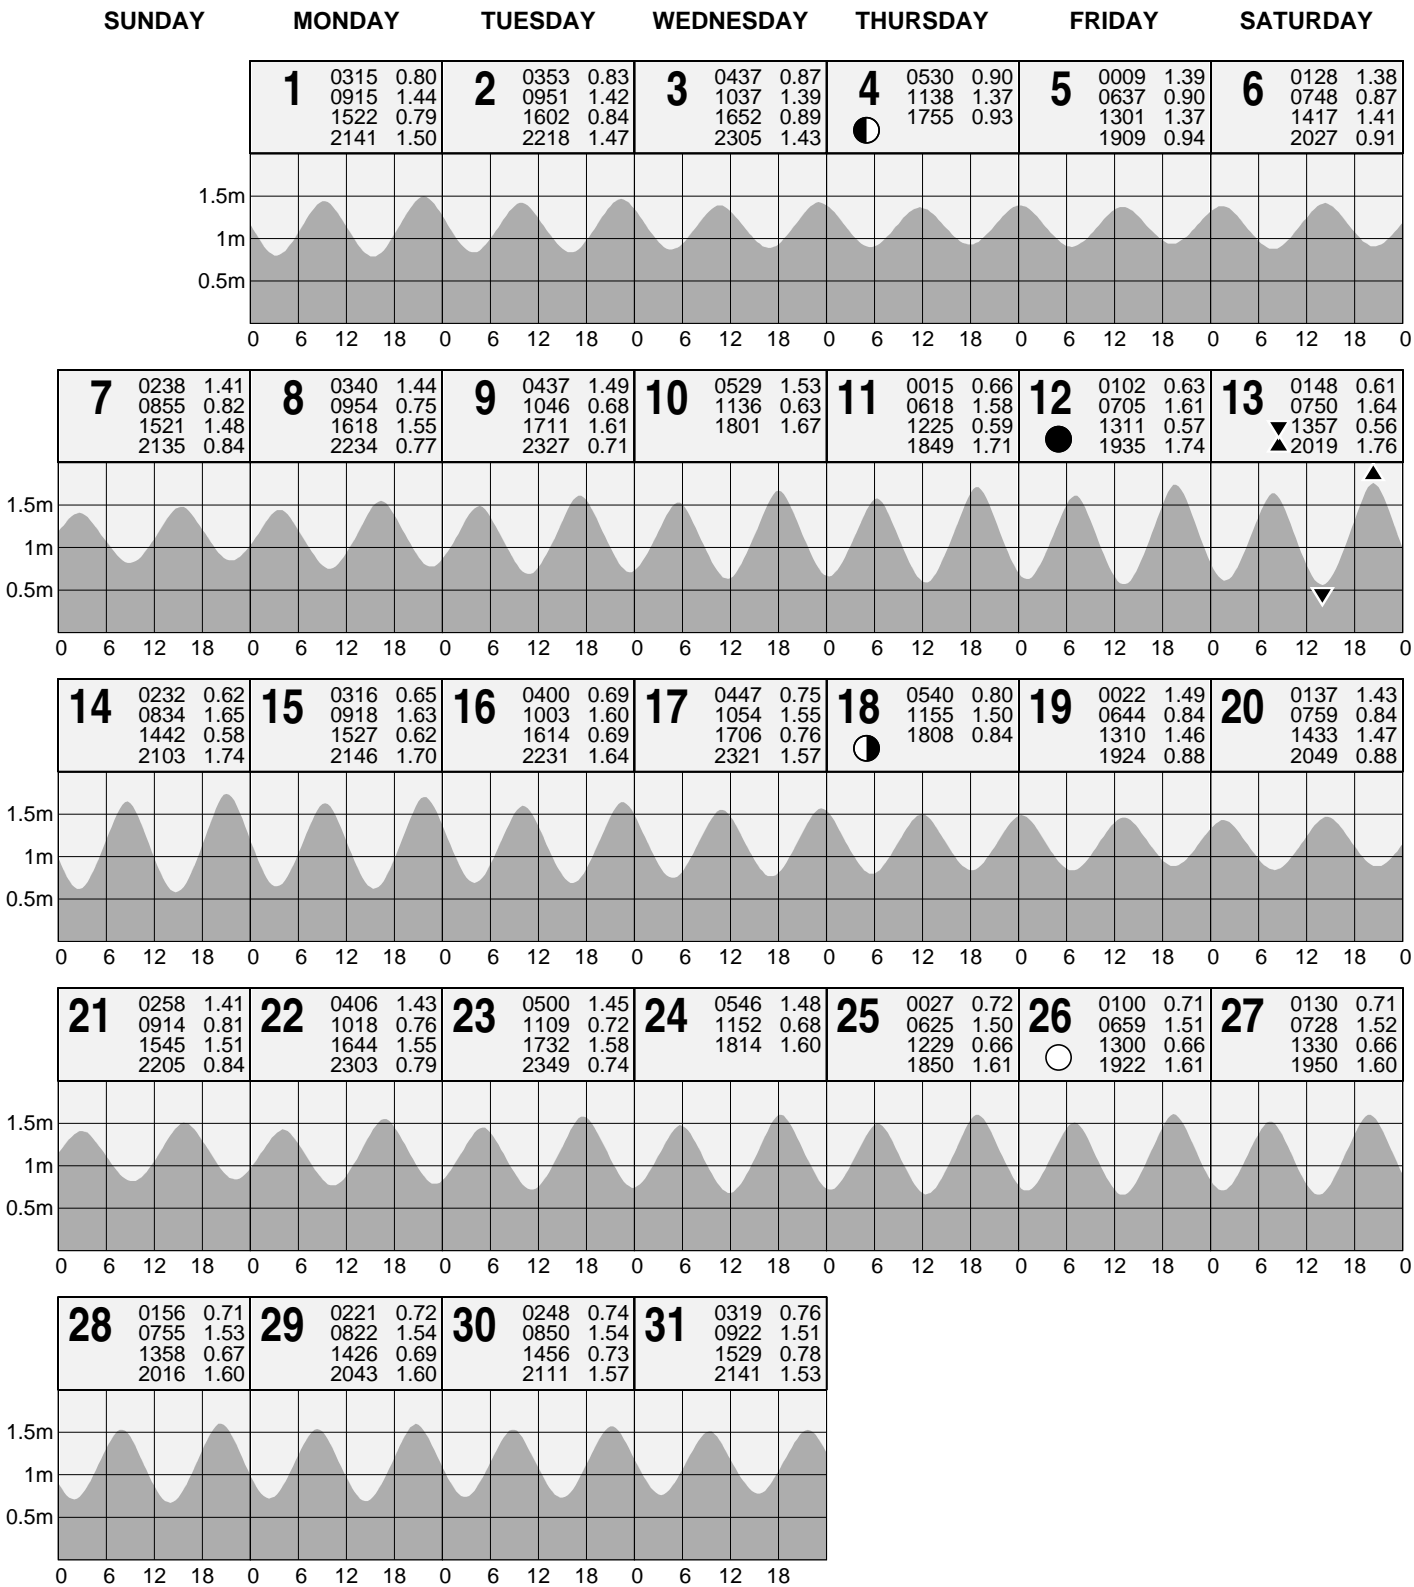 SUNDAY MONDAY TUESDAY WEDNESDAY THURSDAY FRIDAY SATURDAY
1 0315 0.80
0915 1.44
1522 0.79
2141 1.50
2 0353 0.83
0951 1.42
1602 0.84
2218 1.47
3 0437 0.87
1037 1.39
1652 0.89
2305 1.43
4 0530 0.90
1138 1.37
1755 0.93
5 0009 1.39
0637 0.90
1301 1.37
1909 0.94
6 0128 1.38
0748 0.87
1417 1.41
2027 0.91
1.5m
1m
0.5m
0 6 12 18 0 6 12 18 0 6 12 18 0 6 12 18 0 6 12 18 0 6 12 18 0
7 0238 1.41
0855 0.82
1521 1.48
2135 0.84
8 0340 1.44
0954 0.75
1618 1.55
2234 0.77
9 0437 1.49
1046 0.68
1711 1.61
2327 0.71
10 0529 1.53
1136 0.63
1801 1.67
11 0015 0.66
0618 1.58
1225 0.59
1849 1.71
12 0102 0.63
0705 1.61
1311 0.57
1935 1.74
13 0148 0.61
0750 1.64
1357 0.56
2019 1.76
1.5m
1m
0.5m
0 6 12 18 0 6 12 18 0 6 12 18 0 6 12 18 0 6 12 18 0 6 12 18 0 6 12 18 0
14 0232 0.62
0834 1.65
1442 0.58
2103 1.74
15 0316 0.65
0918 1.63
1527 0.62
2146 1.70
16 0400 0.69
1003 1.60
1614 0.69
2231 1.64
17 0447 0.75
1054 1.55
1706 0.76
2321 1.57
18 0540 0.80
1155 1.50
1808 0.84
19 0022 1.49
0644 0.84
1310 1.46
1924 0.88
20 0137 1.43
0759 0.84
1433 1.47
2049 0.88
1.5m
1m
0.5m
0 6 12 18 0 6 12 18 0 6 12 18 0 6 12 18 0 6 12 18 0 6 12 18 0 6 12 18 0
21 0258 1.41
0914 0.81
1545 1.51
2205 0.84
22 0406 1.43
1018 0.76
1644 1.55
2303 0.79
23 0500 1.45
1109 0.72
1732 1.58
2349 0.74
24 0546 1.48
1152 0.68
1814 1.60
25 0027 0.72
0625 1.50
1229 0.66
1850 1.61
26 0100 0.71
0659 1.51
1300 0.66
1922 1.61
27 0130 0.71
0728 1.52
1330 0.66
1950 1.60
1.5m
1m
0.5m
0 6 12 18 0 6 12 18 0 6 12 18 0 6 12 18 0 6 12 18 0 6 12 18 0 6 12 18 0
28 0156 0.71
0755 1.53
1358 0.67
2016 1.60
29 0221 0.72
0822 1.54
1426 0.69
2043 1.60
30 0248 0.74
0850 1.54
1456 0.73
2111 1.57
31 0319 0.76
0922 1.51
1529 0.78
2141 1.53
1.5m
1m
0.5m
0 6 12 18 0 6 12 18 0 6 12 18 0 6 12 18